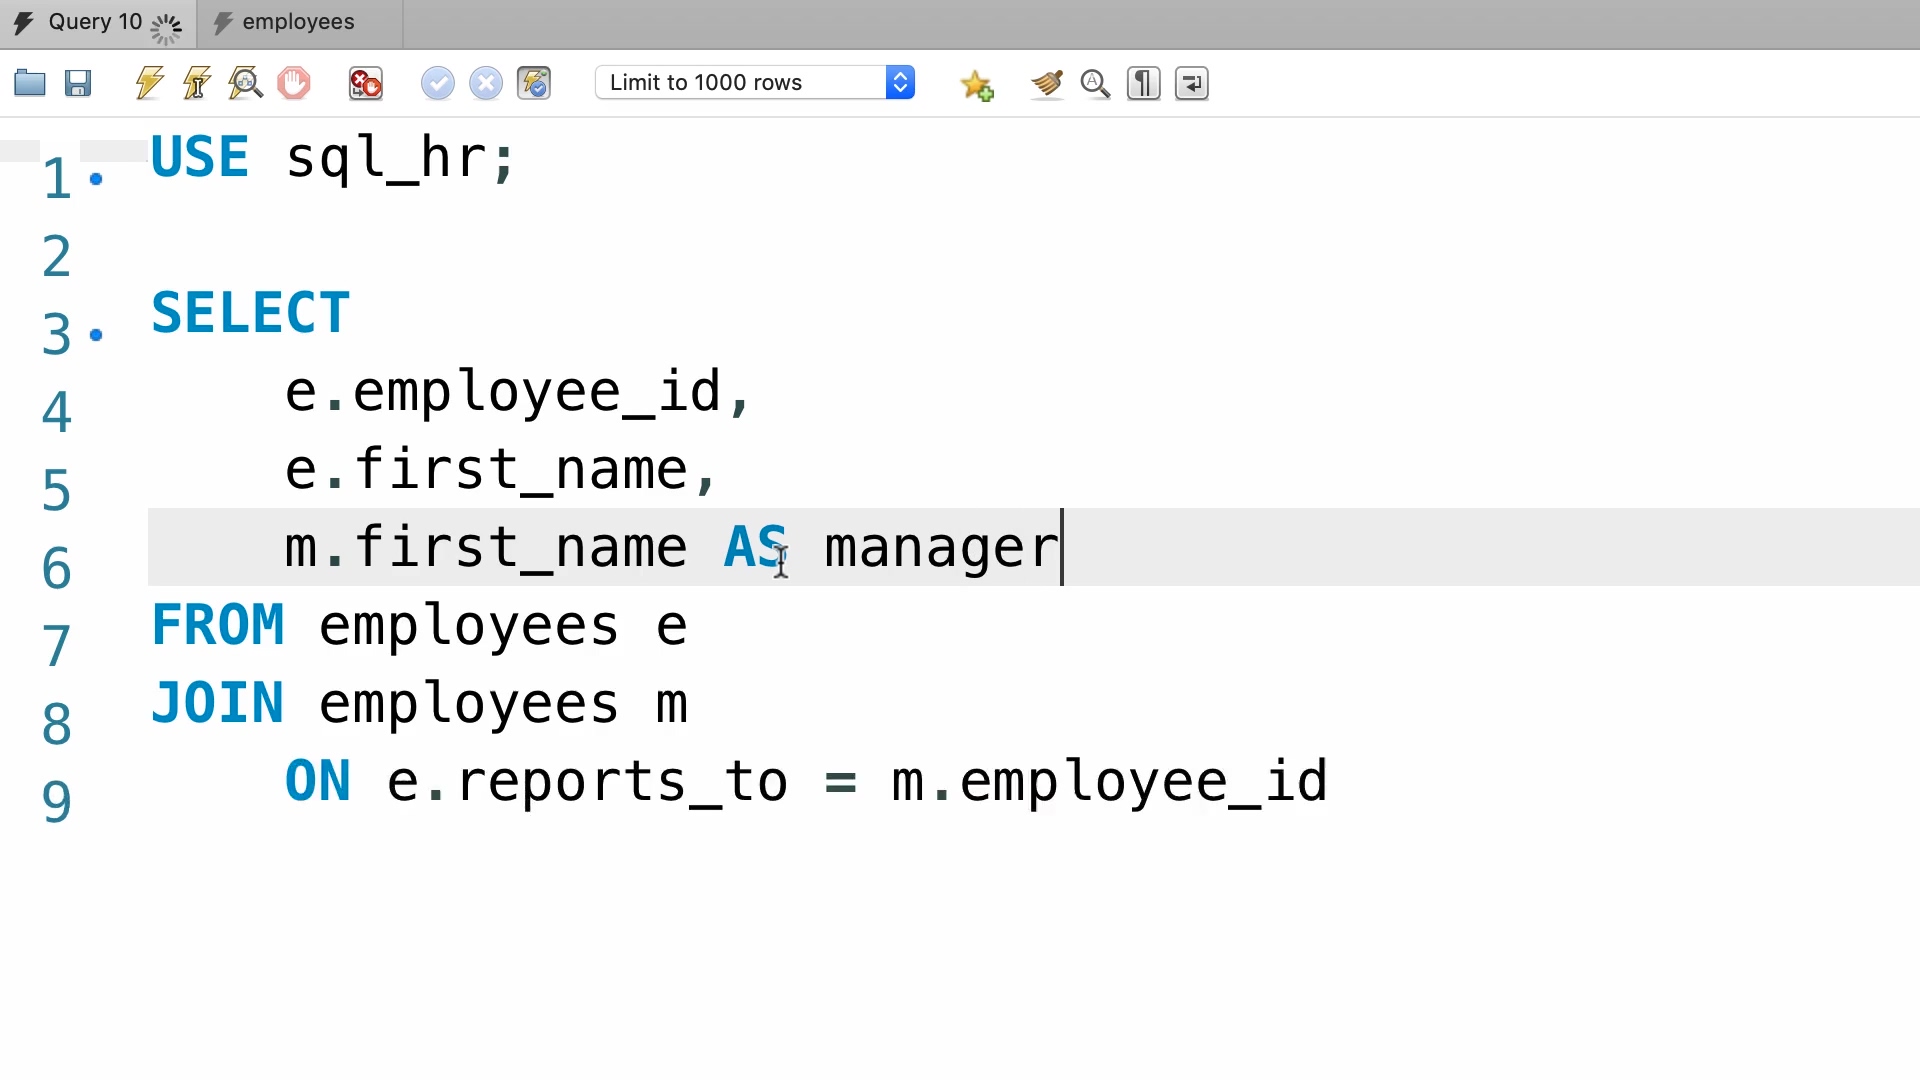 Query 10
employees
Limit to 1000 rows
1 USE sql_hr;
2
3 SELECT
4 e.employee_id,
5 e.first_name,
6 m.first_name AS manager
7 FROM employees e
8 JOIN employees m
9 ON e.reports_to = m.employee_id